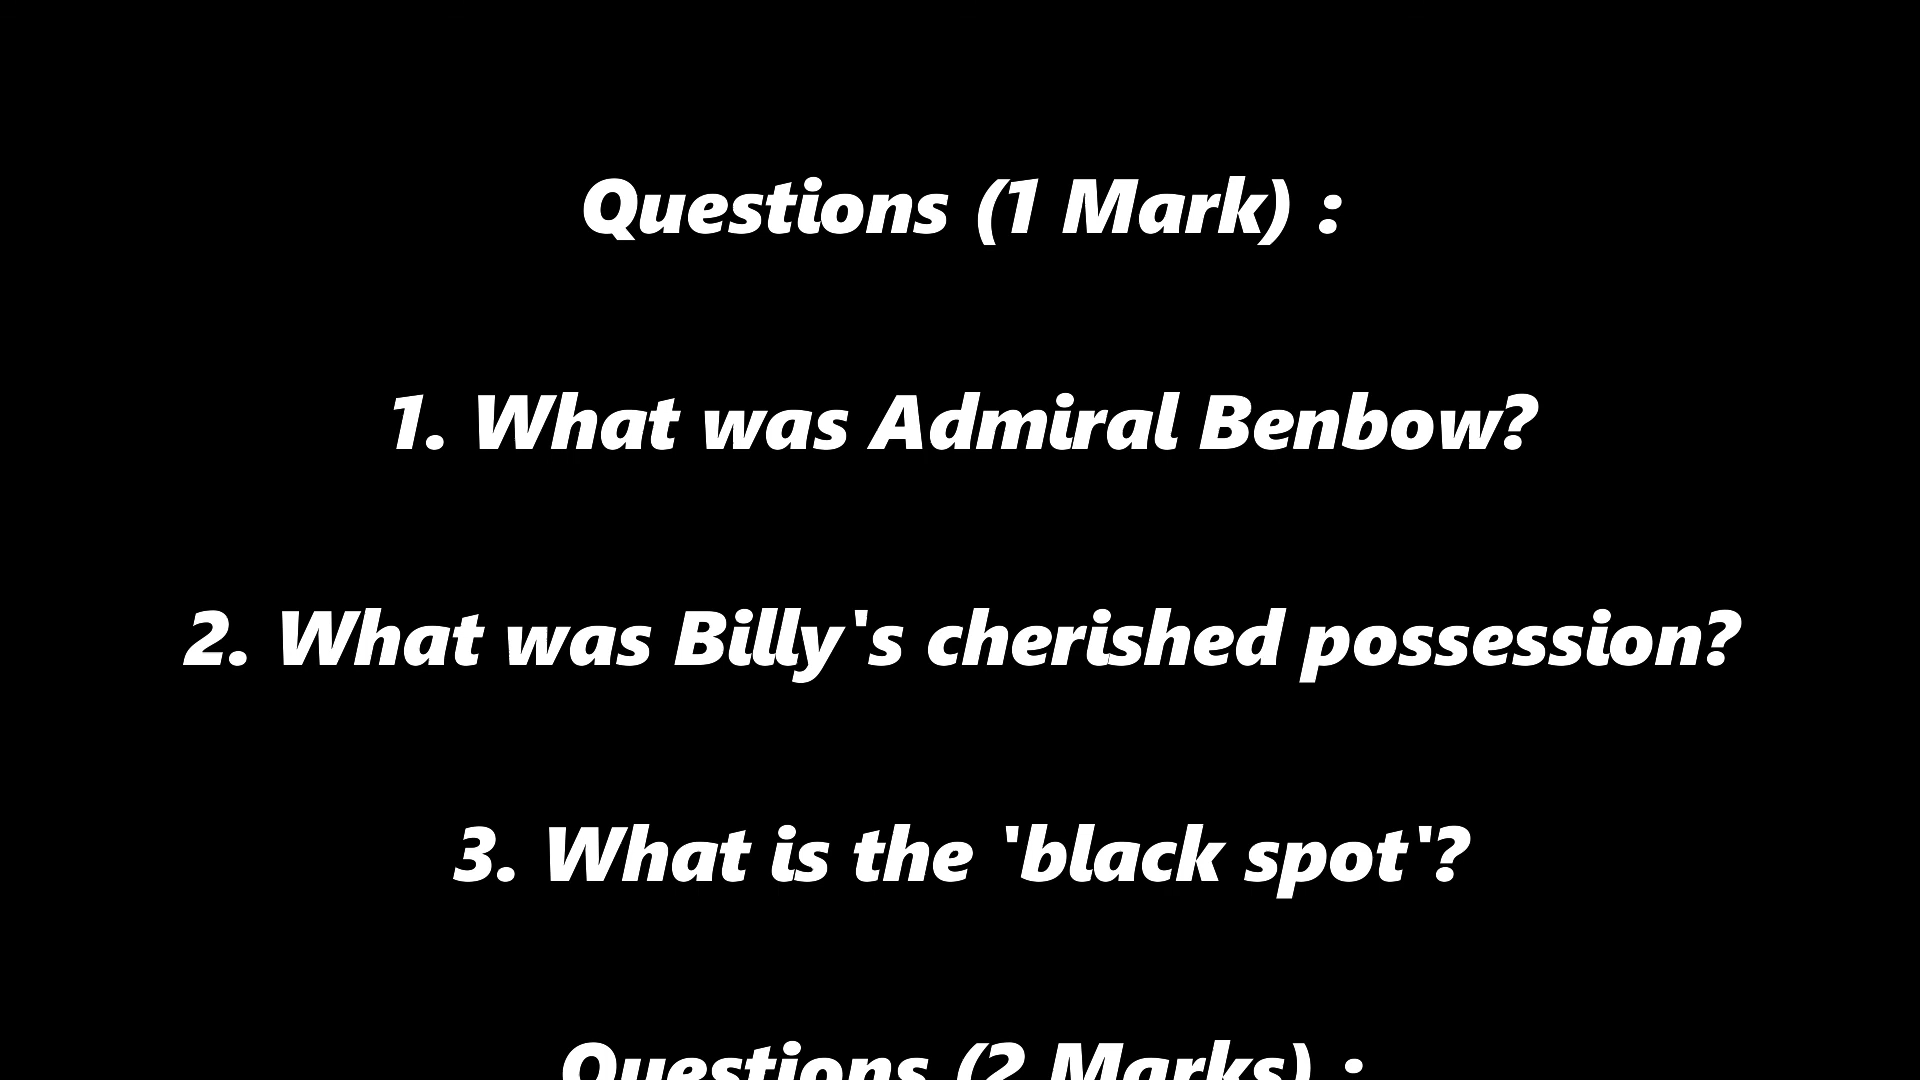 Questions (1 Mark) :
1. What was Admiral Benbow?
2. What was Billy's cherished possession?
3. What is the 'black spot'?
Questions (2 Marks) :